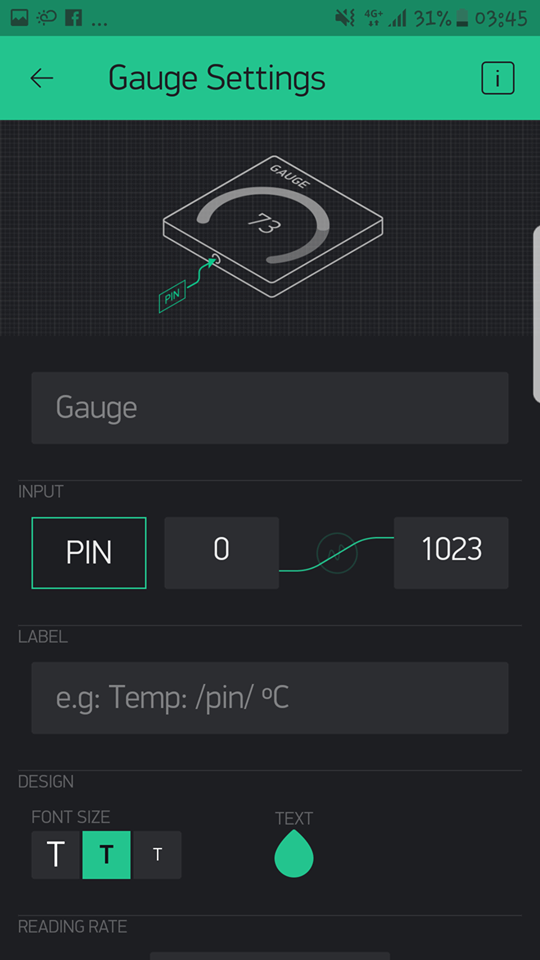 ... 4G+ 31% 03:45
Gauge Settings
i
GAUGE
73
PIN
Gauge
INPUT
PIN 0 1023
LABEL
e.g: Temp: /pin/ ºC
DESIGN
FONT SIZE TEXT
T T T
READING RATE